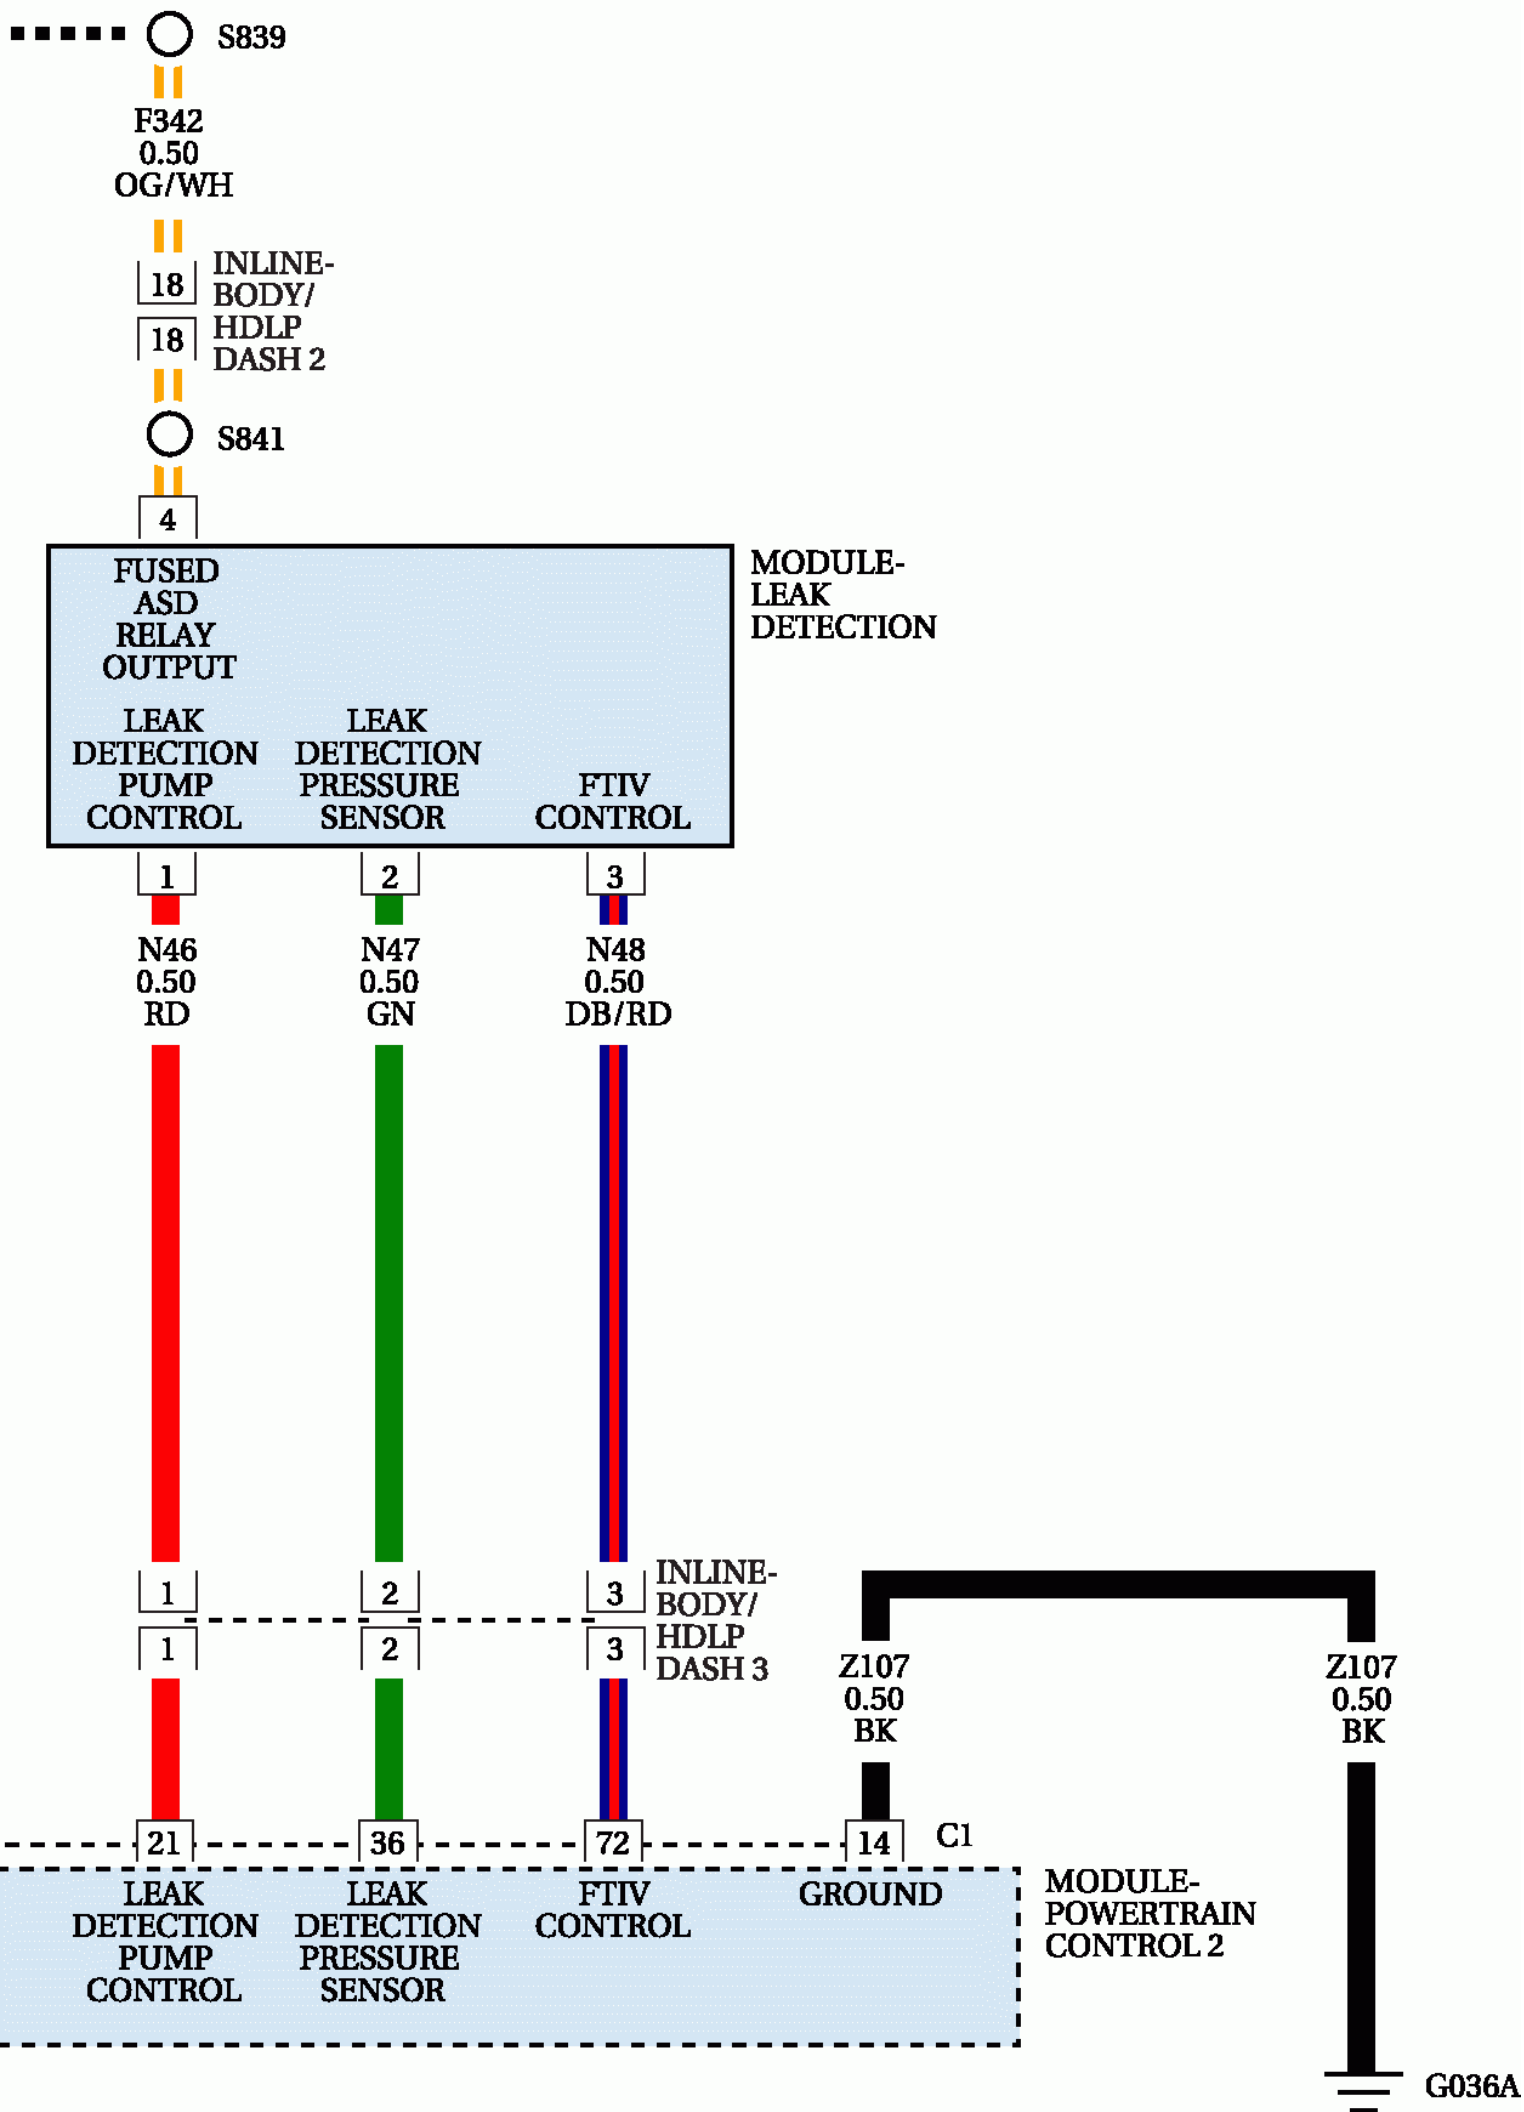 S839
F342
0.50
OG/WH
18
18
INLINE-
BODY/
HDLP
DASH 2
S841
4
FUSED
ASD
RELAY
OUTPUT
MODULE-
LEAK
DETECTION
LEAK
DETECTION
PUMP
CONTROL
LEAK
DETECTION
PRESSURE
SENSOR
FTIV
CONTROL
1
2
3
N46
0.50
RD
N47
0.50
GN
N48
0.50
DB/RD
1
2
3
1
2
3
INLINE-
BODY/
HDLP
DASH 3
Z107
0.50
BK
Z107
0.50
BK
21
36
72
14
C1
LEAK
DETECTION
PUMP
CONTROL
LEAK
DETECTION
PRESSURE
SENSOR
FTIV
CONTROL
GROUND
MODULE-
POWERTRAIN
CONTROL 2
G036A